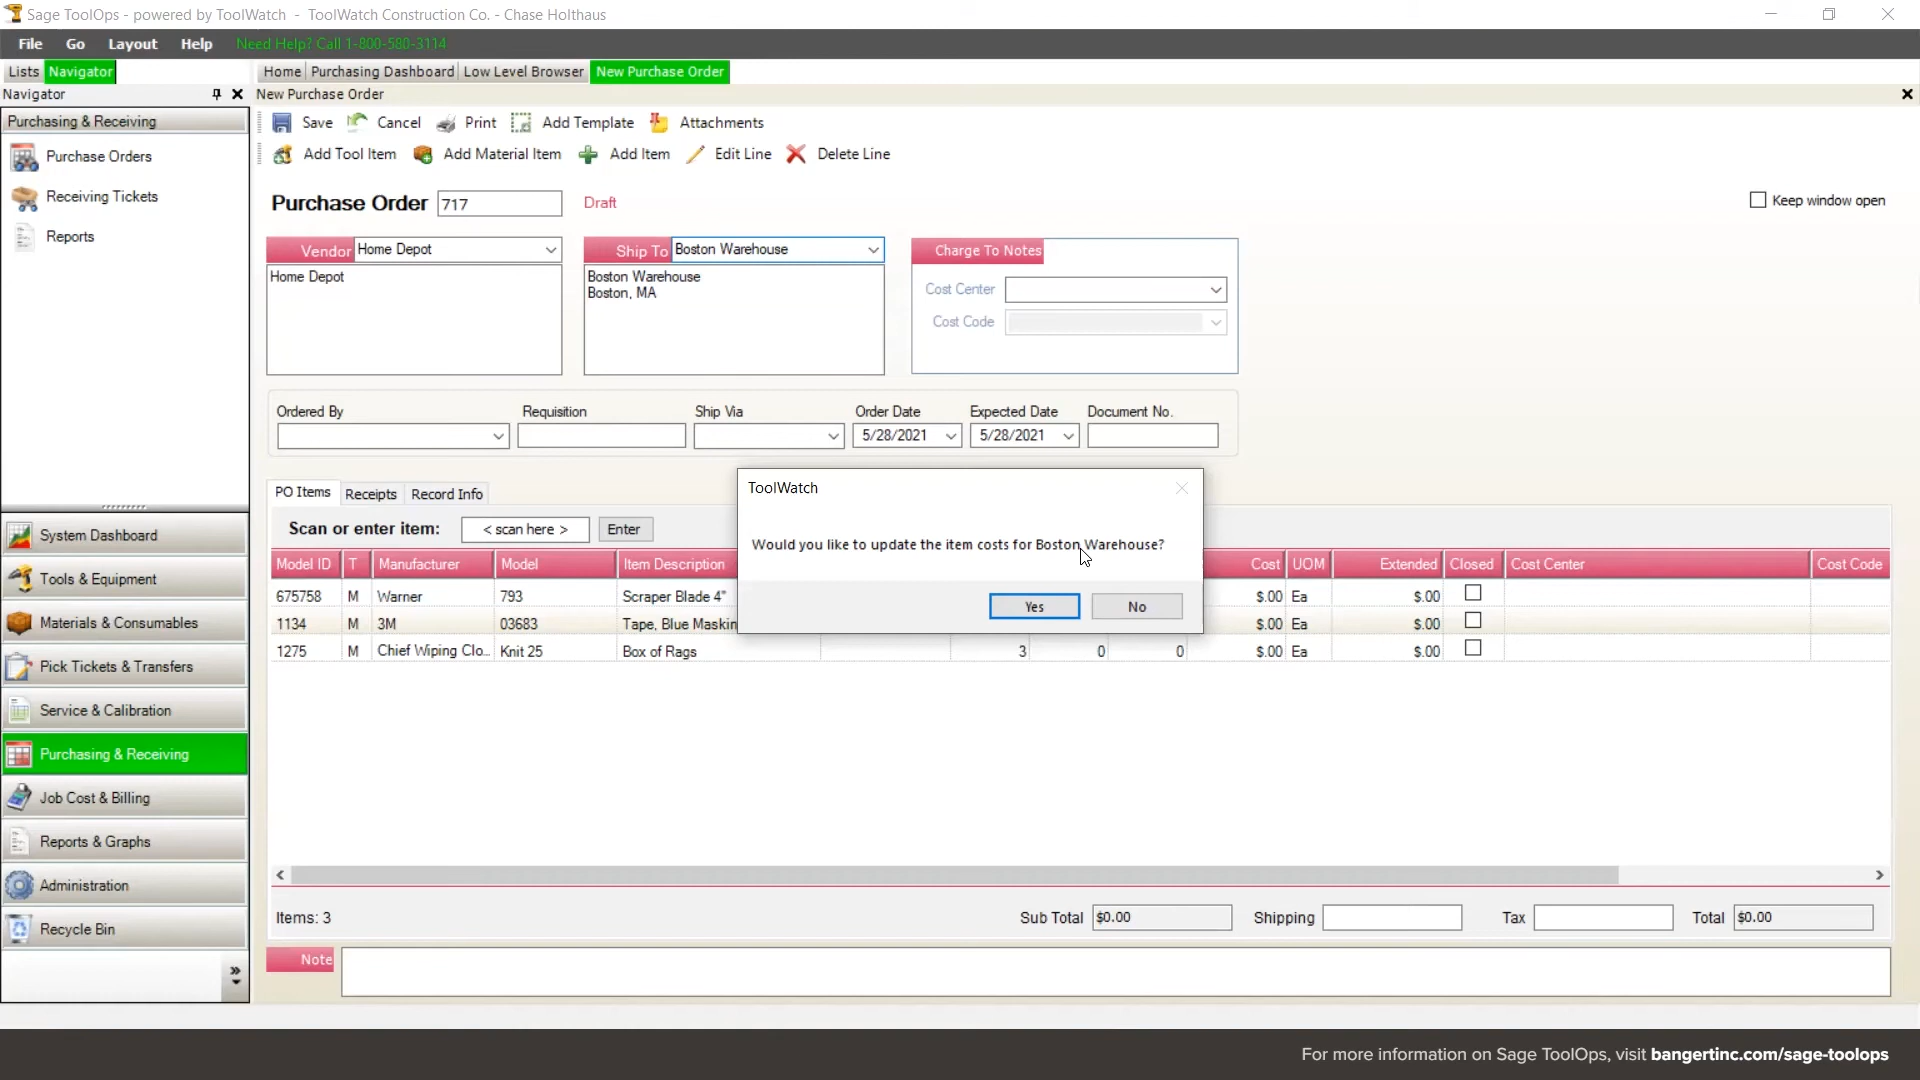 Sage ToolOps - powered by ToolWatch - ToolWatch Construction Co. - Chase Holthaus
File Go Layout Help Need Help? Call 1-800-580-3114
Lists Navigator Home Purchasing Dashboard Low Level Browser New Purchase Order
Navigator New Purchase Order
Purchasing & Receiving
Purchase Orders
Receiving Tickets
Reports
System Dashboard
Tools & Equipment
Materials & Consumables
Pick Tickets & Transfers
Service & Calibration
Purchasing & Receiving
Job Cost & Billing
Reports & Graphs
Administration
Recycle Bin
Save Cancel Print Add Template Attachments
Add Tool Item Add Material Item Add Item Edit Line Delete Line
Purchase Order 717 Draft Keep window open
Vendor Home Depot Ship To Boston Warehouse Charge To Notes
Home Depot
Boston Warehouse
Boston, MA
Cost Center
Cost Code
Ordered By Requisition Ship Via Order Date Expected Date Document No.
5/28/2021 5/28/2021
PO Items Receipts Record Info
Scan or enter item: < scan here > Enter
ToolWatch
Would you like to update the item costs for Boston Warehouse?
Yes No
Model ID T Manufacturer Model Item Description Cost UOM Extended Closed Cost Center Cost Code
675758 M Warner 793 Scraper Blade 4" $.00 Ea $.00
1134 M 3M 03683 Tape, Blue Maskin $.00 Ea $.00
1275 M Chief Wiping Clo... Knit 25 Box of Rags 3 0 0 $.00 Ea $.00
Items: 3 Sub Total $0.00 Shipping Tax Total $0.00
Note
For more information on Sage ToolOps, visit bangertinc.com/sage-toolops